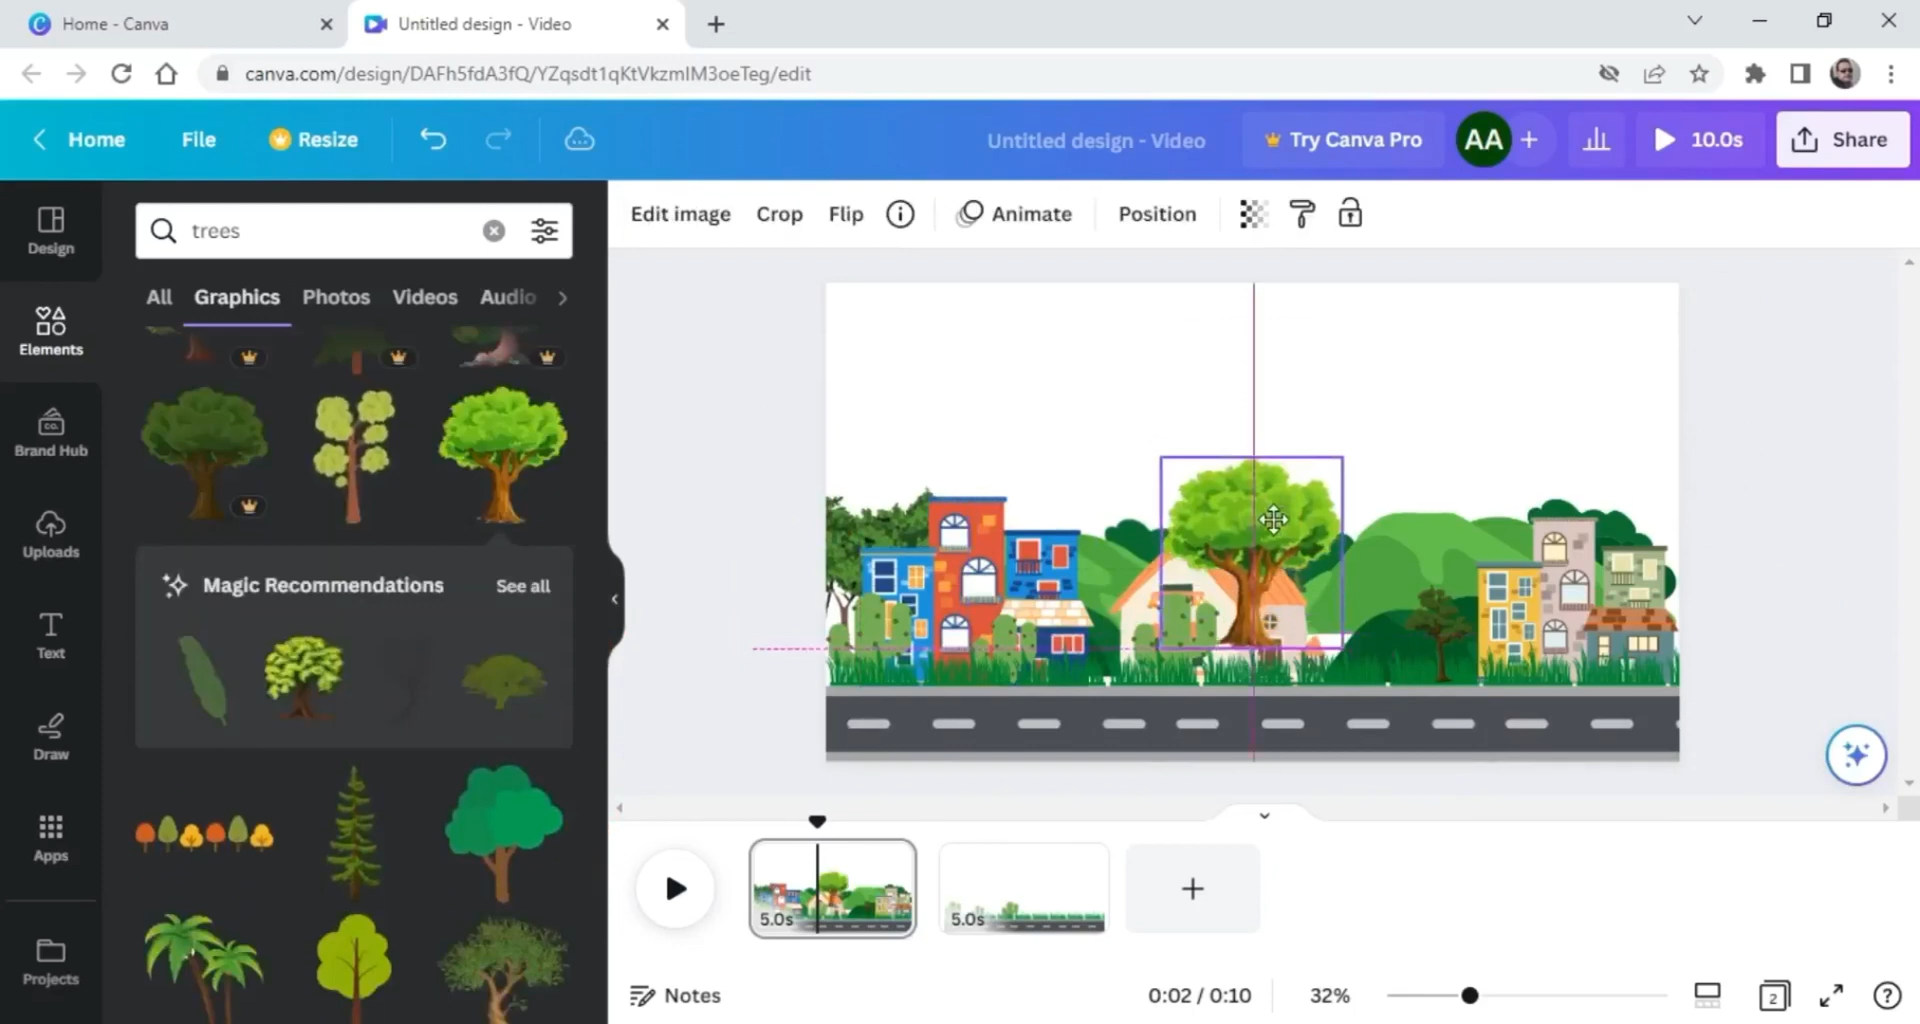 Home - Canva
Untitled design - Video
canva.com/design/DAFh5fdA3fQ/YZqsdt1qKtVkzmIM3oeTeg/edit
Home File Resize Untitled design - Video Try Canva Pro AA + 10.0s Share
Design
Elements
Brand Hub
Uploads
Text
Draw
Apps
Projects
trees
All Graphics Photos Videos Audio
Magic Recommendations See all
Edit image Crop Flip Animate Position
5.0s 5.0s
Notes 0:02 / 0:10 32% 2